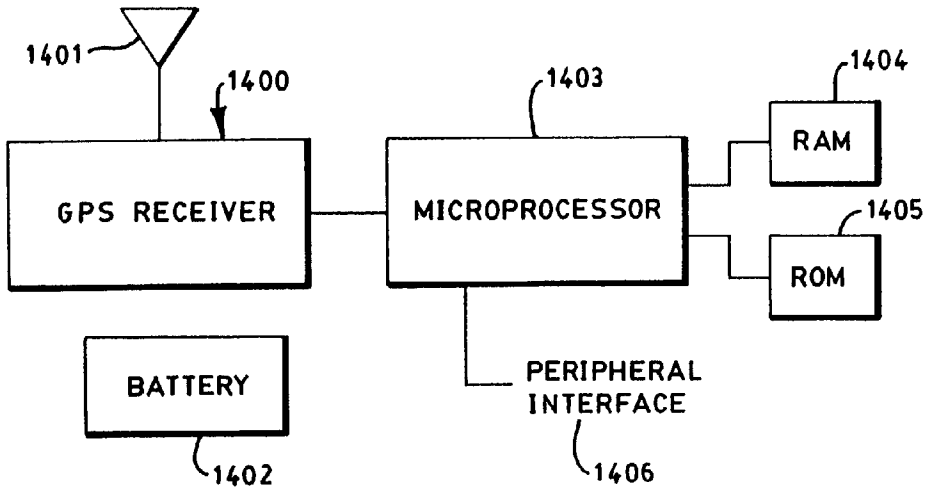 1401
1400
1403
1404
GPS RECEIVER
MICROPROCESSOR
RAM
1405
ROM
BATTERY
PERIPHERAL
INTERFACE
1402
1406